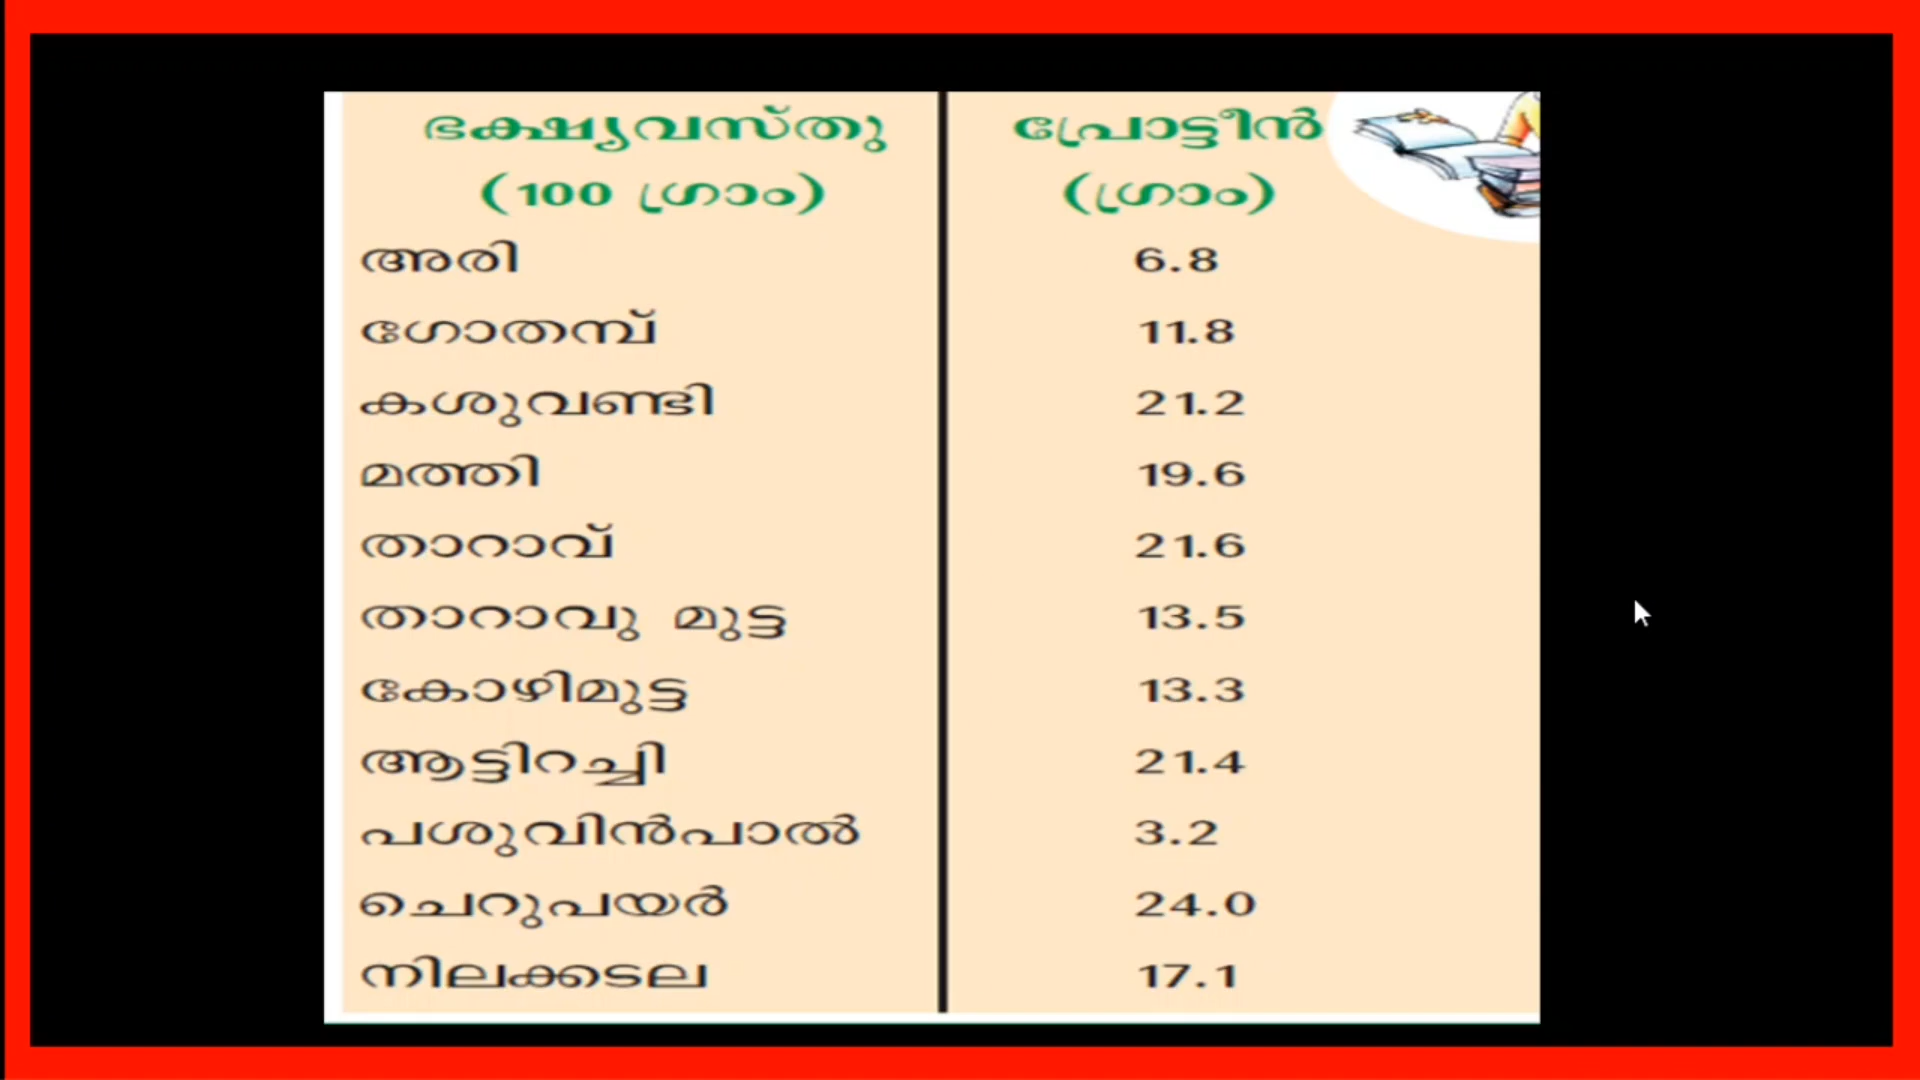 ഭക്ഷ്യവസ്തു പ്രോട്ടീൻ
(100 ഗ്രാം) (ഗ്രാം)
അരി 6.8
ഗോതമ്പ് 11.8
കശുവണ്ടി 21.2
മത്തി 19.6
താറാവ് 21.6
താറാവു മുട്ട 13.5
കോഴിമുട്ട 13.3
ആട്ടിറച്ചി 21.4
പശുവിൻപാൽ 3.2
ചെറുപയർ 24.0
നിലക്കടല 17.1